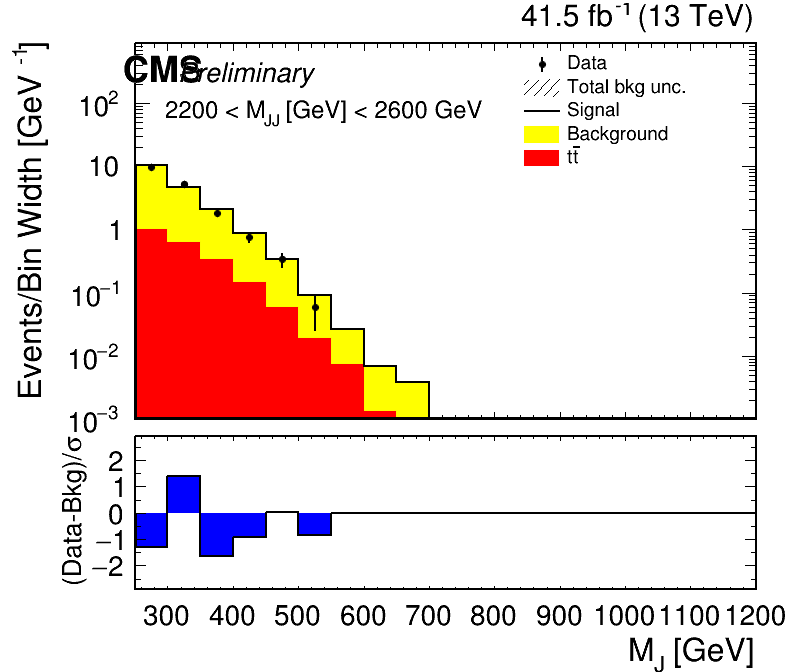 41.5 fb⁻¹ (13 TeV)
CMS Preliminary
2200 < M_JJ [GeV] < 2600 GeV
Data
Total bkg unc.
Signal
Background
tt̄
Events/Bin Width [GeV⁻¹]
10²
10
1
10⁻¹
10⁻²
10⁻³
(Data-Bkg)/σ
2
1
0
−1
−2
300 400 500 600 700 800 900 1000 1100 1200
M_J [GeV]